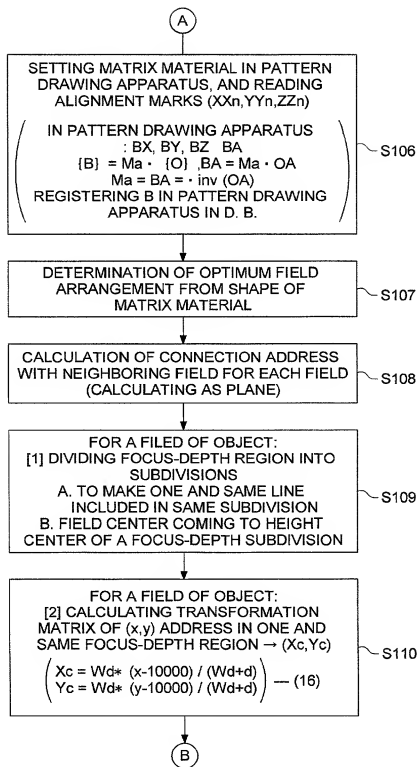 A
SETTING MATRIX MATERIAL IN PATTERN
DRAWING APPARATUS, AND READING
ALIGNMENT MARKS (XXn,YYn,ZZn)
IN PATTERN DRAWING APPARATUS
: BX, BY, BZ BA
{B} = Ma · {O} ,BA = Ma · OA
Ma = BA = · inv (OA)
REGISTERING B IN PATTERN DRAWING
APPARATUS IN D. B.
S106
DETERMINATION OF OPTIMUM FIELD
ARRANGEMENT FROM SHAPE OF
MATRIX MATERIAL
S107
CALCULATION OF CONNECTION ADDRESS
WITH NEIGHBORING FIELD FOR EACH FIELD
(CALCULATING AS PLANE)
S108
FOR A FILED OF OBJECT:
[1] DIVIDING FOCUS-DEPTH REGION INTO
SUBDIVISIONS
A. TO MAKE ONE AND SAME LINE
INCLUDED IN SAME SUBDIVISION
B. FIELD CENTER COMING TO HEIGHT
CENTER OF A FOCUS-DEPTH SUBDIVISION
S109
FOR A FIELD OF OBJECT:
[2] CALCULATING TRANSFORMATION
MATRIX OF (x,y) ADDRESS IN ONE AND
SAME FOCUS-DEPTH REGION → (Xc,Yc)
Xc = Wd* (x-10000) / (Wd+d)
Yc = Wd* (y-10000) / (Wd+d)
— (16)
S110
B